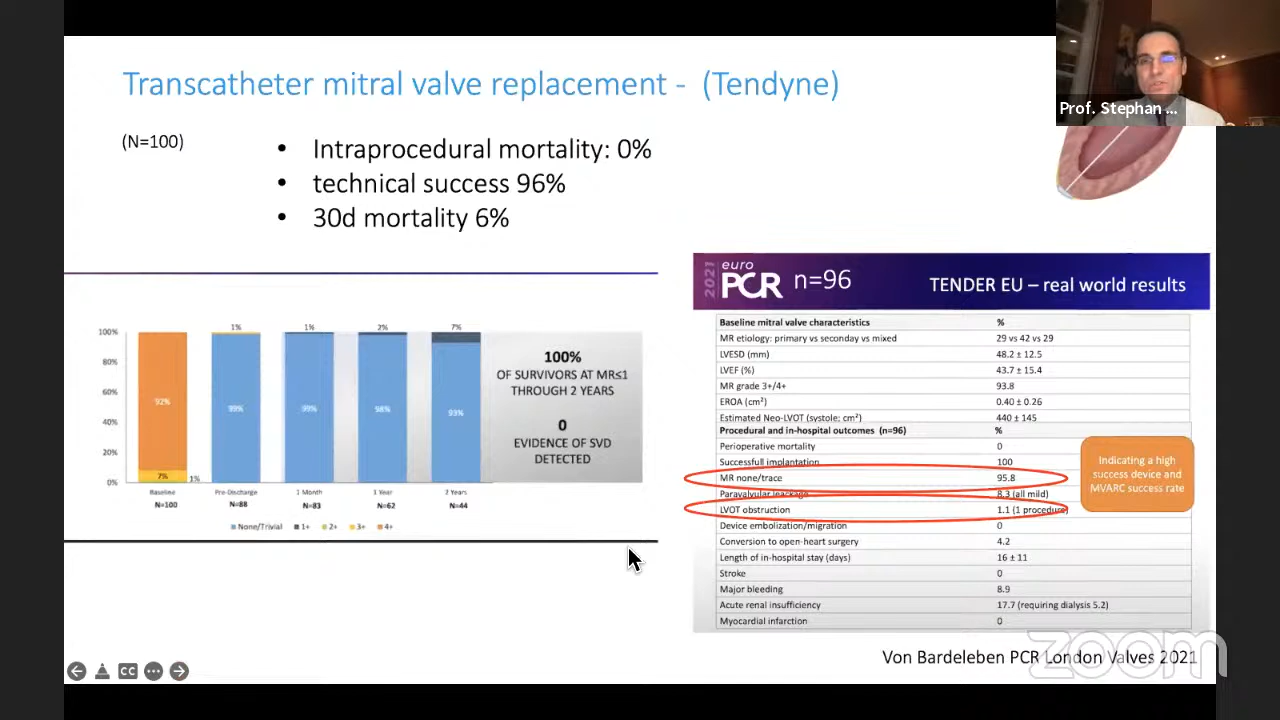 Transcatheter mitral valve replacement - (Tendyne)
Prof. Stephan ...
(N=100)
• Intraprocedural mortality: 0%
• technical success 96%
• 30d mortality 6%
100%
80%
60%
40%
20%
0%
1%
1%
2%
7%
92%
99%
99%
98%
93%
7%
1%
Baseline
Pre-Discharge
1 Month
1 Year
2 Years
N=100
N=88
N=83
N=62
N=44
None/Trivial 1+ 2+ 3+ 4+
100%
OF SURVIVORS AT MR≤1
THROUGH 2 YEARS
0
EVIDENCE OF SVD
DETECTED
2021 euro PCR n=96 TENDER EU – real world results
Baseline mitral valve characteristics %
MR etiology: primary vs seconday vs mixed 29 vs 42 vs 29
LVESD (mm) 48.2 ± 12.5
LVEF (%) 43.7 ± 15.4
MR grade 3+/4+ 93.8
EROA (cm²) 0.40 ± 0.26
Estimated Neo-LVOT (systole; cm²) 440 ± 145
Procedural and in-hospital outcomes (n=96) %
Perioperative mortality 0
Successfull implantation 100
MR none/trace 95.8
Paravalvular leackage 8.3 (all mild)
LVOT obstruction 1.1 (1 procedure)
Device embolization/migration 0
Conversion to open-heart surgery 4.2
Length of in-hospital stay (days) 16 ± 11
Stroke 0
Major bleeding 8.9
Acute renal insufficiency 17.7 (requiring dialysis 5.2)
Myocardial infarction 0
Indicating a high
success device and
MVARC success rate
Von Bardeleben PCR London Valves 2021
zoom
CC